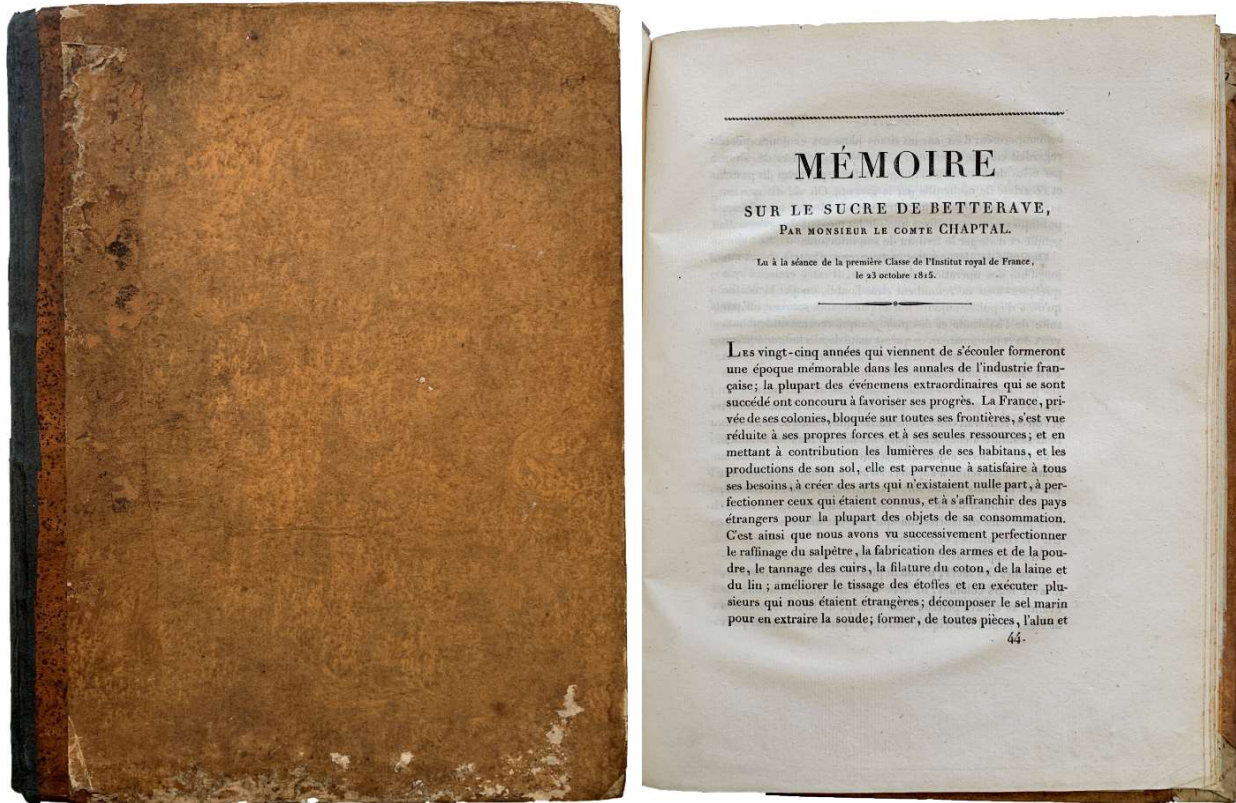 MÉMOIRE
SUR LE SUCRE DE BETTERAVE,
PAR MONSIEUR LE COMTE CHAPTAL.
Lu à la séance de la première Classe de l'Institut royal de France,
le 23 octobre 1815.
LES vingt-cinq années qui viennent de s'écouler formeront
une époque mémorable dans les annales de l'industrie fran-
çaise; la plupart des événemens extraordinaires qui se sont
succédé ont concouru à favoriser ses progrès. La France, pri-
vée de ses colonies, bloquée sur toutes ses frontières, s'est vue
réduite à ses propres forces et à ses seules ressources; et en
mettant à contribution les lumières de ses habitans, et les
productions de son sol, elle est parvenue à satisfaire à tous
ses besoins, à créer des arts qui n'existaient nulle part, à per-
fectionner ceux qui étaient connus, et à s'affranchir des pays
étrangers pour la plupart des objets de sa consommation.
C'est ainsi que nous avons vu successivement perfectionner
le raffinage du salpêtre, la fabrication des armes et de la pou-
dre, le tannage des cuirs, la filature du coton, de la laine et
du lin; améliorer le tissage des étoffes et en exécuter plu-
sieurs qui nous étaient étrangères; décomposer le sel marin
pour en extraire la soude; former, de toutes pièces, l'alun et
44.